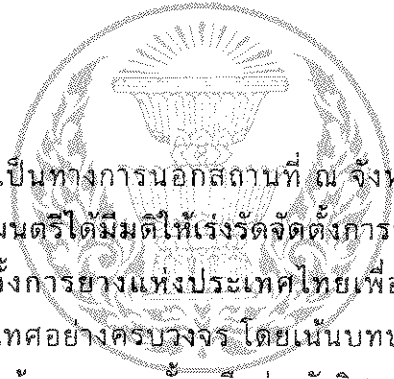 เป็นทางการนอกสถานที่ ณ จังห
มนตรีได้มีมติให้เร่งรัดจัดตั้งการย
งการยางแห่งประเทศไทยเพื่อ
เทศอย่างครบวงจร โดยเน้นบทบ